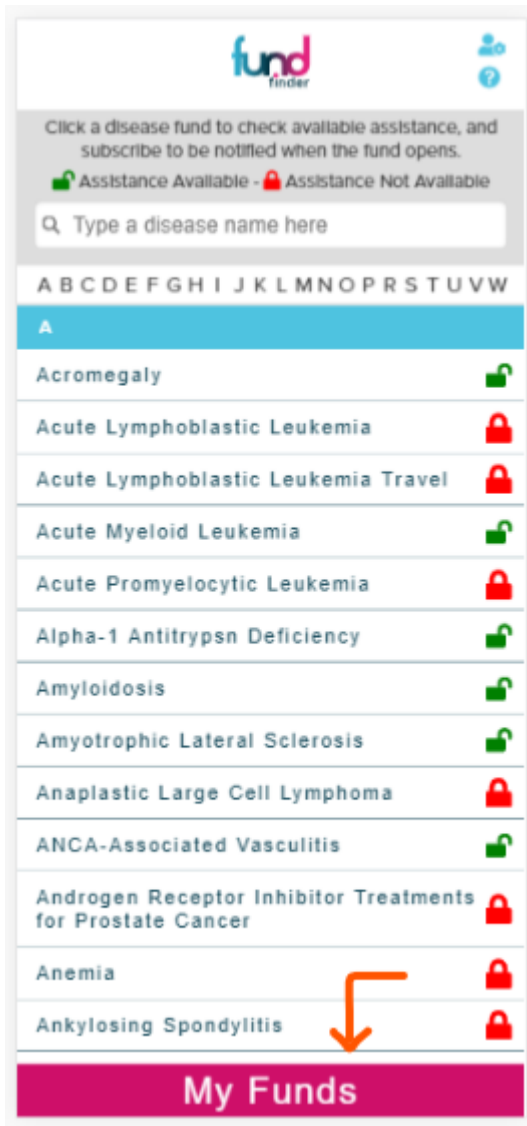 fund
finder
Click a disease fund to check available assistance, and
subscribe to be notified when the fund opens.
Assistance Available - Assistance Not Available
Type a disease name here
A B C D E F G H I J K L M N O P R S T U V W
A
Acromegaly
Acute Lymphoblastic Leukemia
Acute Lymphoblastic Leukemia Travel
Acute Myeloid Leukemia
Acute Promyelocytic Leukemia
Alpha-1 Antitrypsn Deficiency
Amyloidosis
Amyotrophic Lateral Sclerosis
Anaplastic Large Cell Lymphoma
ANCA-Associated Vasculitis
Androgen Receptor Inhibitor Treatments
for Prostate Cancer
Anemia
Ankylosing Spondylitis
My Funds